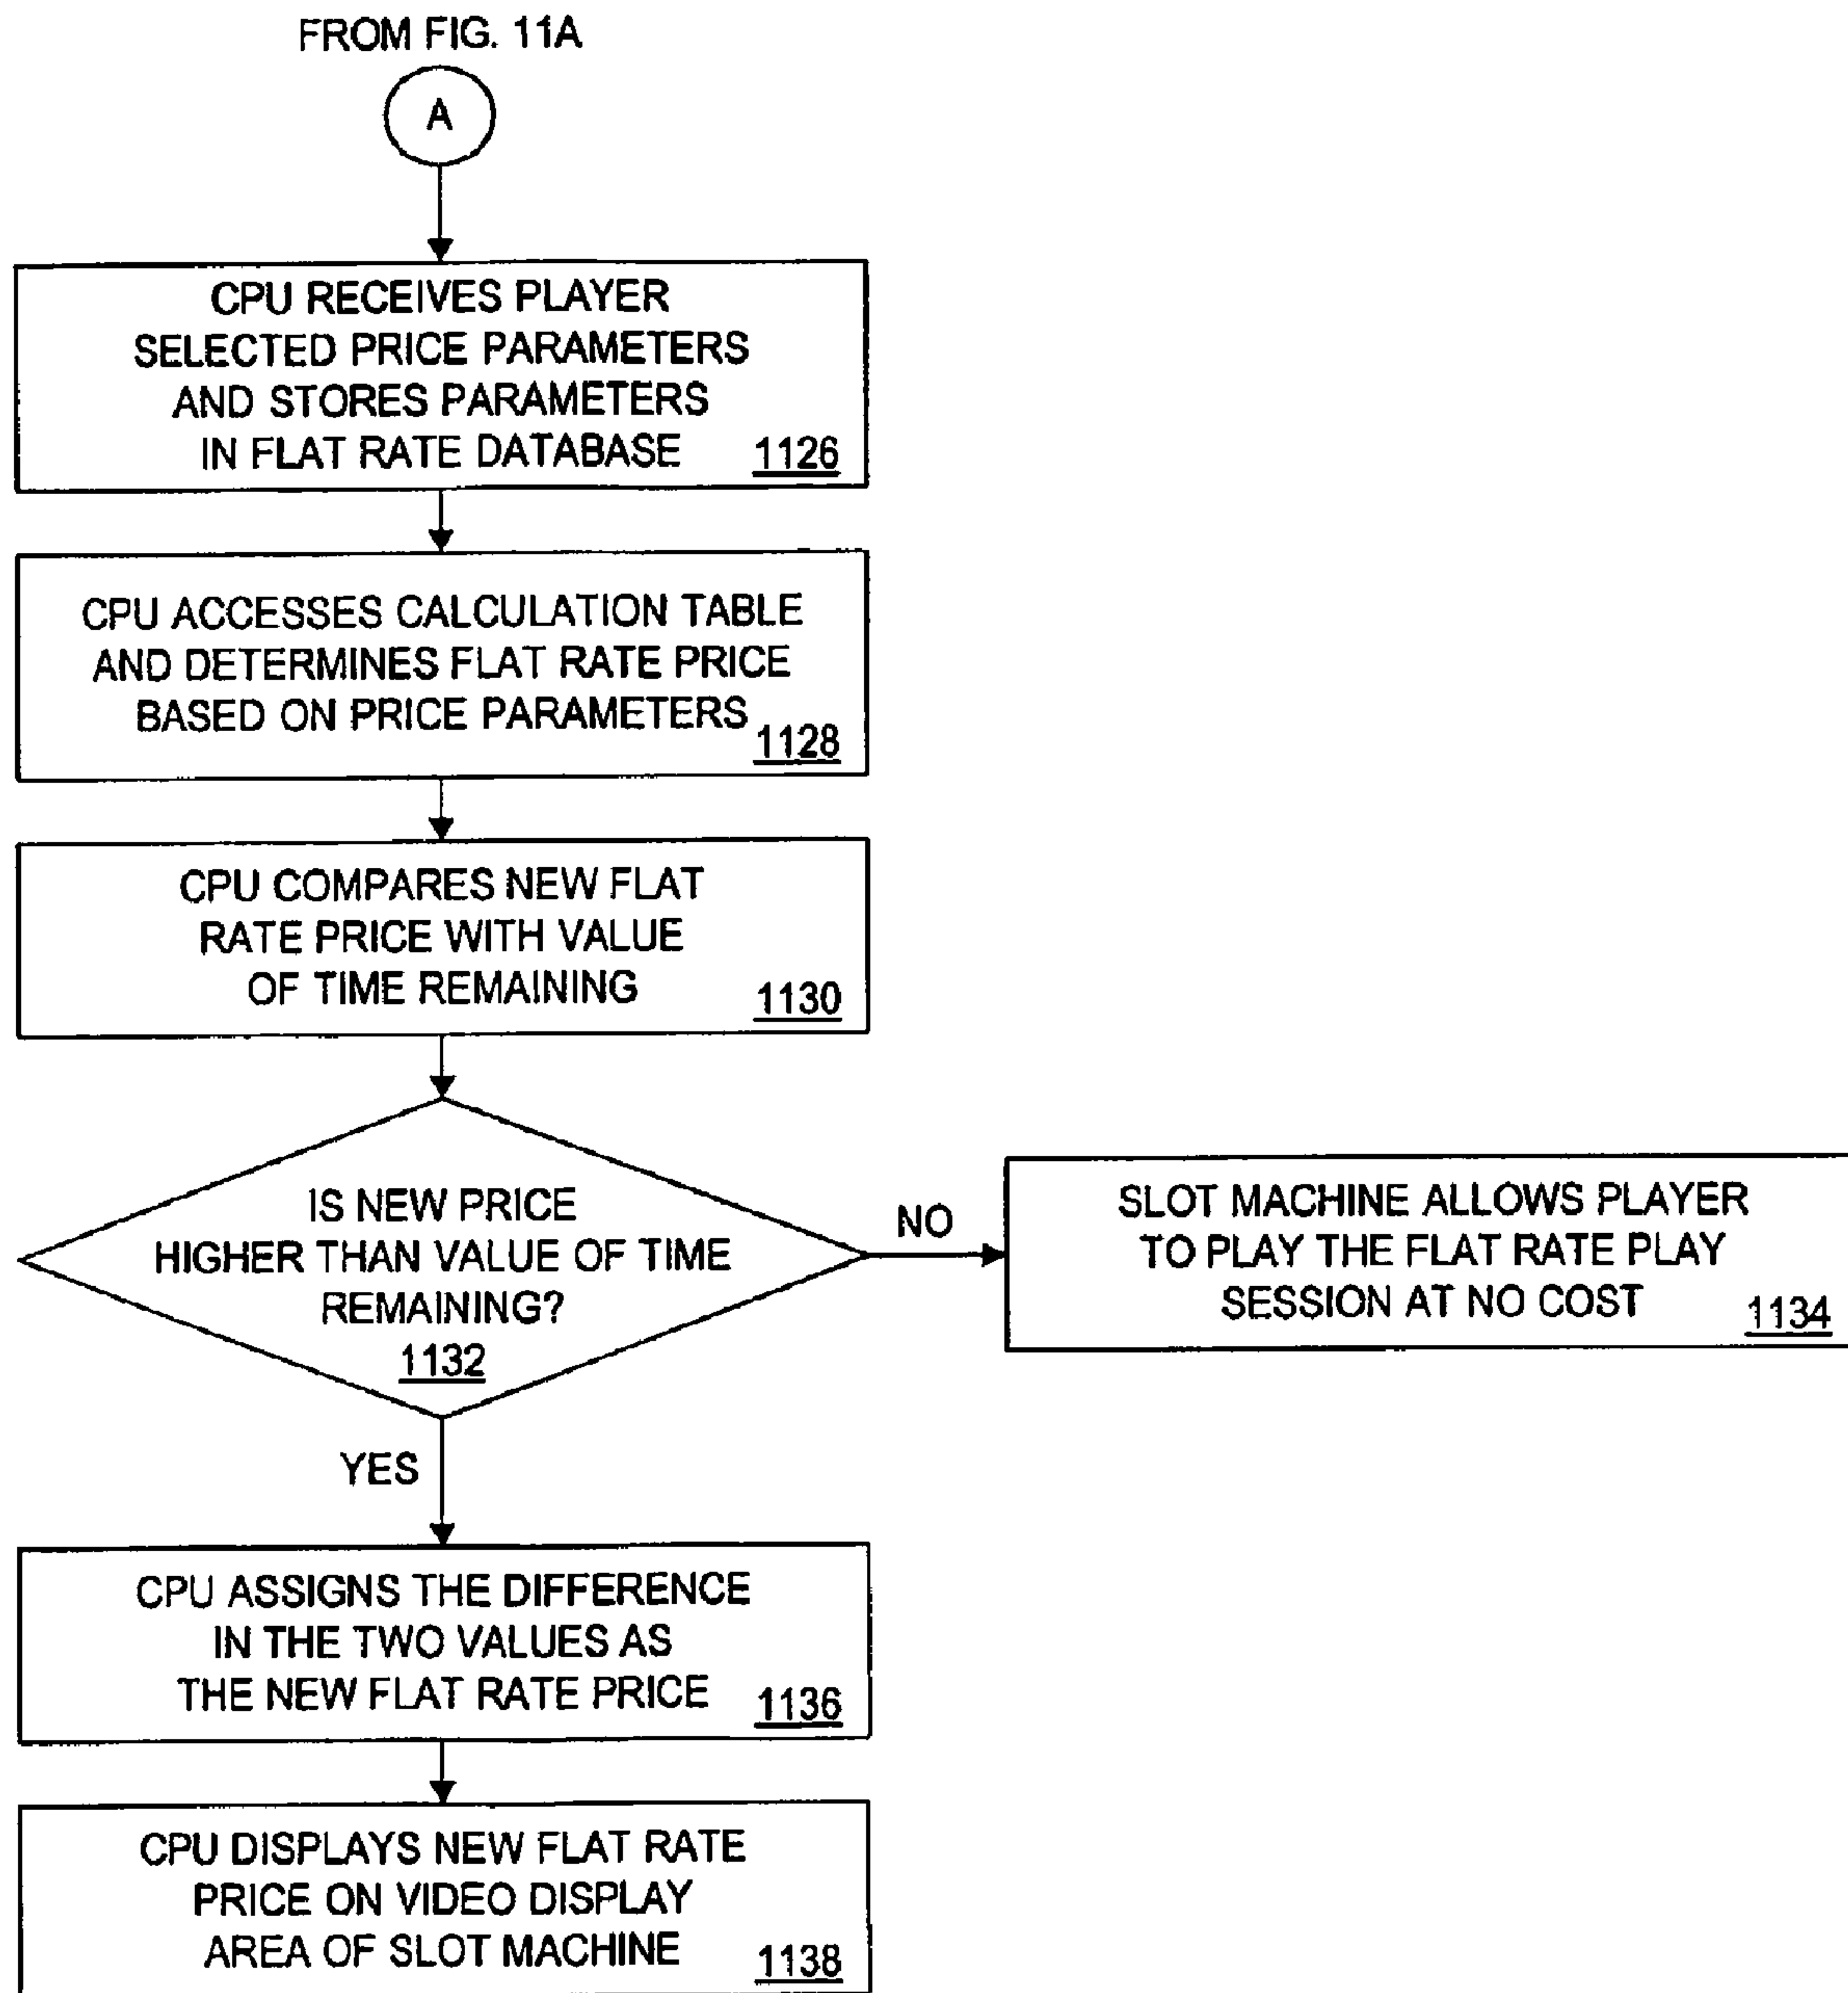 FROM FIG. 11A
A
CPU RECEIVES PLAYER
SELECTED PRICE PARAMETERS
AND STORES PARAMETERS
IN FLAT RATE DATABASE 1126
CPU ACCESSES CALCULATION TABLE
AND DETERMINES FLAT RATE PRICE
BASED ON PRICE PARAMETERS
1128
CPU COMPARES NEW FLAT
RATE PRICE WITH VALUE
OF TIME REMAINING 1130
IS NEW PRICE
HIGHER THAN VALUE OF TIME
REMAINING?
1132
NO
SLOT MACHINE ALLOWS PLAYER
TO PLAY THE FLAT RATE PLAY
SESSION AT NO COST 1134
YES
CPU ASSIGNS THE DIFFERENCE
IN THE TWO VALUES AS
THE NEW FLAT RATE PRICE 1136
CPU DISPLAYS NEW FLAT RATE
PRICE ON VIDEO DISPLAY
AREA OF SLOT MACHINE 1138